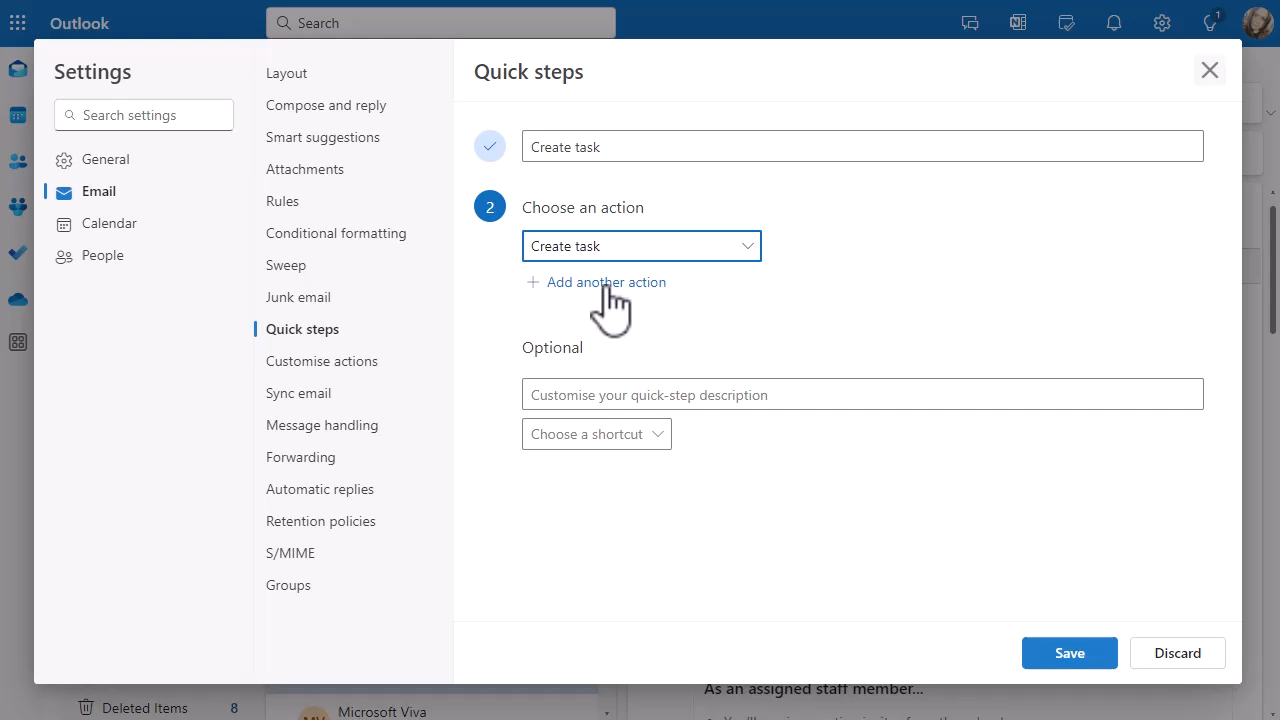 Outlook
Search
1
Settings
Search settings
General
Email
Calendar
People
Layout
Compose and reply
Smart suggestions
Attachments
Rules
Conditional formatting
Sweep
Junk email
Quick steps
Customise actions
Sync email
Message handling
Forwarding
Automatic replies
Retention policies
S/MIME
Groups
Quick steps
Create task
2 Choose an action
Create task
Add another action
Optional
Customise your quick-step description
Choose a shortcut
Save Discard
Deleted Items 8
Microsoft Viva
As an assigned staff member...